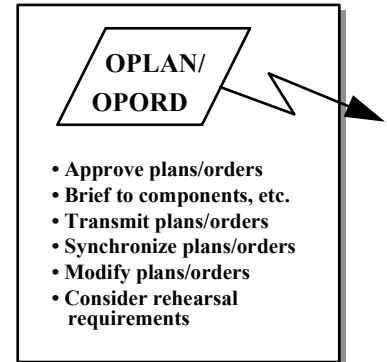 OPLAN/
OPORD
• Approve plans/orders
• Brief to components, etc.
• Transmit plans/orders
• Synchronize plans/orders
• Modify plans/orders
• Consider rehearsal
requirements